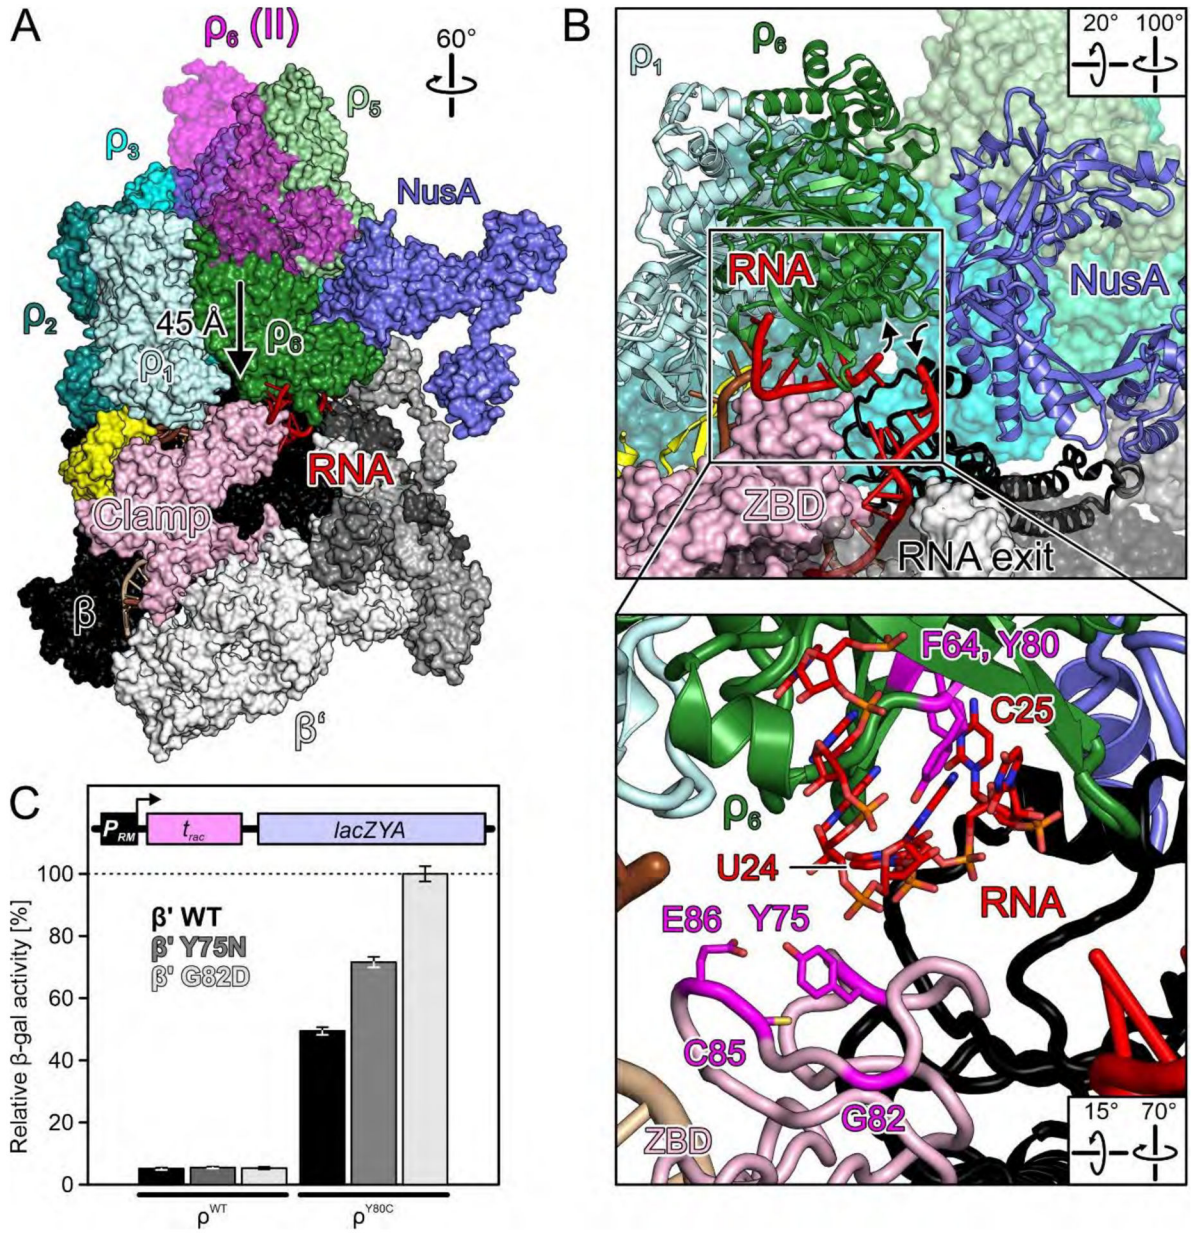 A
ρ6 (II)
60°
ρ5
ρ3
NusA
ρ2
45 Å
ρ6
ρ1
RNA
Clamp
β
β‘
B
ρ6
ρ1
20° 100°
RNA
NusA
ZBD
RNA exit
F64, Y80
C25
ρ6
U24
RNA
E86 Y75
C85
G82
ZBD
15° 70°
C
PRM trac lacZYA
Relative β-gal activity [%]
100
80
60
40
20
0
β' WT
β' Y75N
β' G82D
ρWT
ρY80C